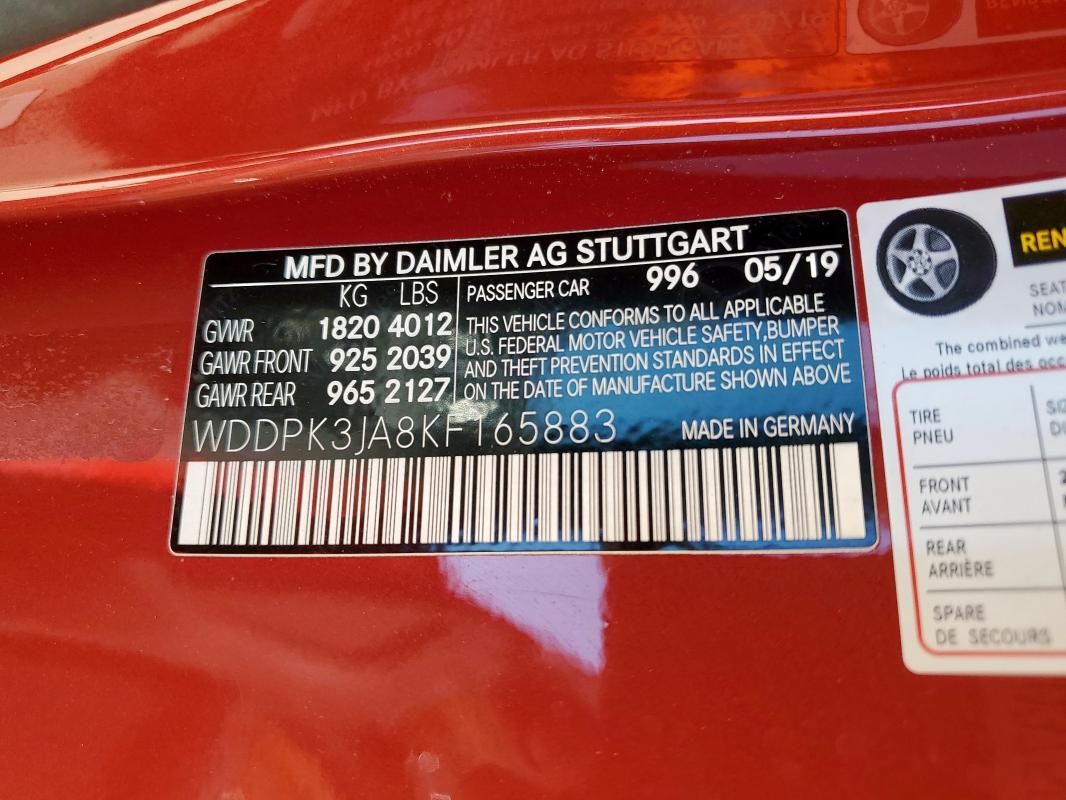 MFD BY DAIMLER AG STUTTGART
KG LBS
GVWR 1820 4012
GAWR FRONT 925 2039
GAWR REAR 965 2127
PASSENGER CAR 996 05/19
THIS VEHICLE CONFORMS TO ALL APPLICABLE
U.S. FEDERAL MOTOR VEHICLE SAFETY,BUMPER
AND THEFT PREVENTION STANDARDS IN EFFECT
ON THE DATE OF MANUFACTURE SHOWN ABOVE
WDDPK3JA8KF165883 MADE IN GERMANY
The combined
Le poids total des
TIRE
PNEU
FRONT
AVANT
REAR
ARRIÈRE
SPARE
DE SECOURS